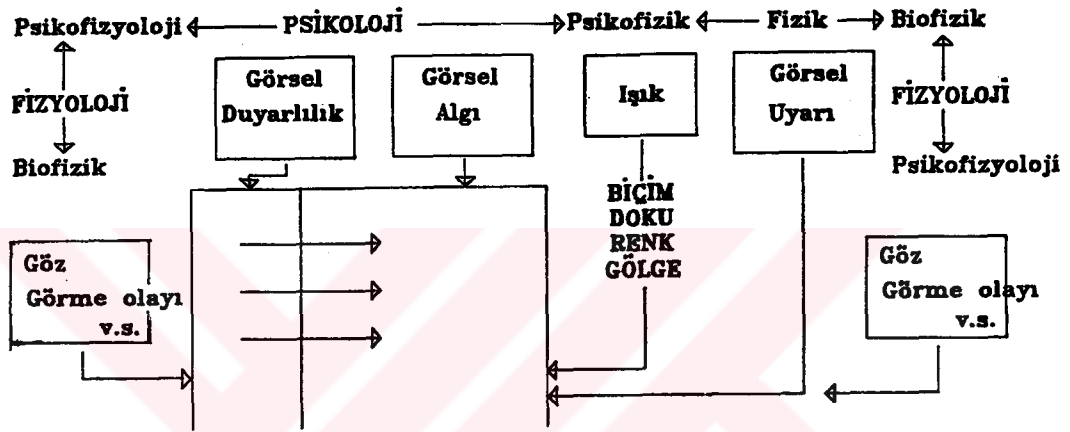 Psikofizyoloji PSİKOLOJİ Psikofizik Fizik Biofizik
FİZYOLOJİ
Biofizik
Görsel
Duyarlılık
Görsel
Algı
Işık
Görsel
Uyarı
FİZYOLOJİ
Psikofizyoloji
BİÇİM
DOKU
RENK
GÖLGE
Göz
Görme olayı
v.s.
Göz
Görme olayı
v.s.